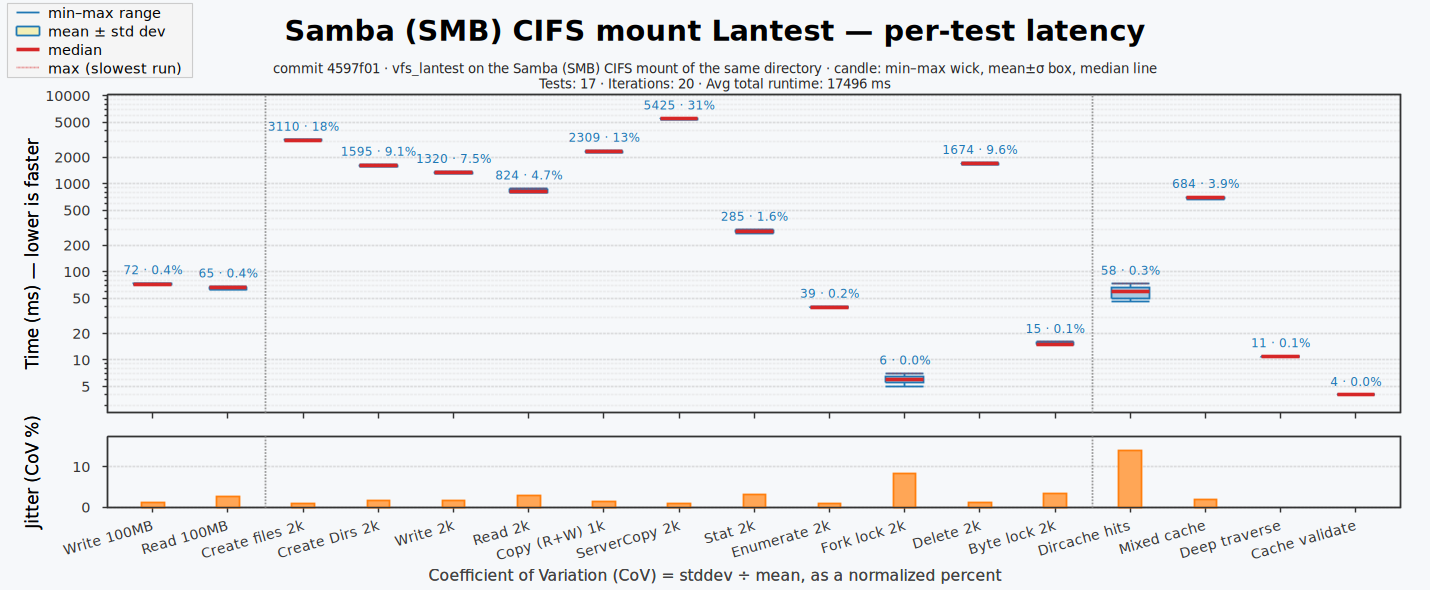 min–max range
mean ± std dev
median
max (slowest run)
Samba (SMB) CIFS mount Lantest — per-test latency
commit 4597f01 · vfs_lantest on the Samba (SMB) CIFS mount of the same directory · candle: min–max wick, mean±σ box, median line
Tests: 17 · Iterations: 20 · Avg total runtime: 17496 ms
Time (ms) — lower is faster
10000
5000
2000
1000
500
200
100
50
20
10
5
72 · 0.4%
65 · 0.4%
3110 · 18%
1595 · 9.1%
1320 · 7.5%
824 · 4.7%
2309 · 13%
5425 · 31%
285 · 1.6%
39 · 0.2%
6 · 0.0%
1674 · 9.6%
15 · 0.1%
58 · 0.3%
684 · 3.9%
11 · 0.1%
4 · 0.0%
Jitter (CoV %)
10
0
Write 100MB
Read 100MB
Create files 2k
Create Dirs 2k
Write 2k
Read 2k
Copy (R+W) 1k
ServerCopy 2k
Stat 2k
Enumerate 2k
Fork lock 2k
Delete 2k
Byte lock 2k
Dircache hits
Mixed cache
Deep traverse
Cache validate
Coefficient of Variation (CoV) = stddev ÷ mean, as a normalized percent